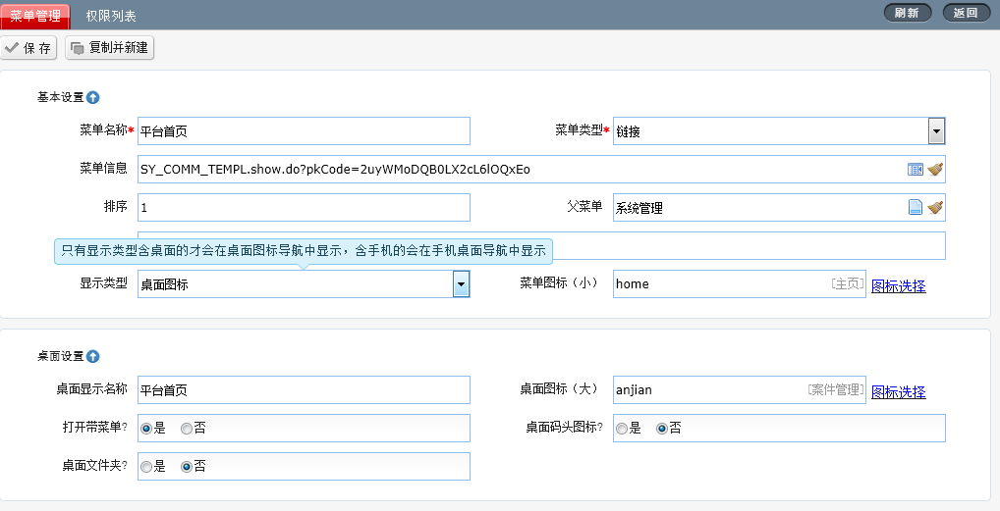 菜单管理 权限列表 刷新 返回
保存 复制并新建
基本设置
菜单名称* 平台首页 菜单类型* 链接
菜单信息 SY_COMM_TEMPL.show.do?pkCode=2uyWMoDQB0LX2cL6lOQxEo
排序 1 父菜单 系统管理
只有显示类型含桌面的才会在桌面图标导航中显示，含手机的会在手机桌面导航中显示
显示类型 桌面图标 菜单图标（小） home [主页] 图标选择
桌面设置
桌面显示名称 平台首页 桌面图标（大） anjian [案件管理] 图标选择
打开带菜单? 是 否 桌面码头图标? 是 否
桌面文件夹? 是 否